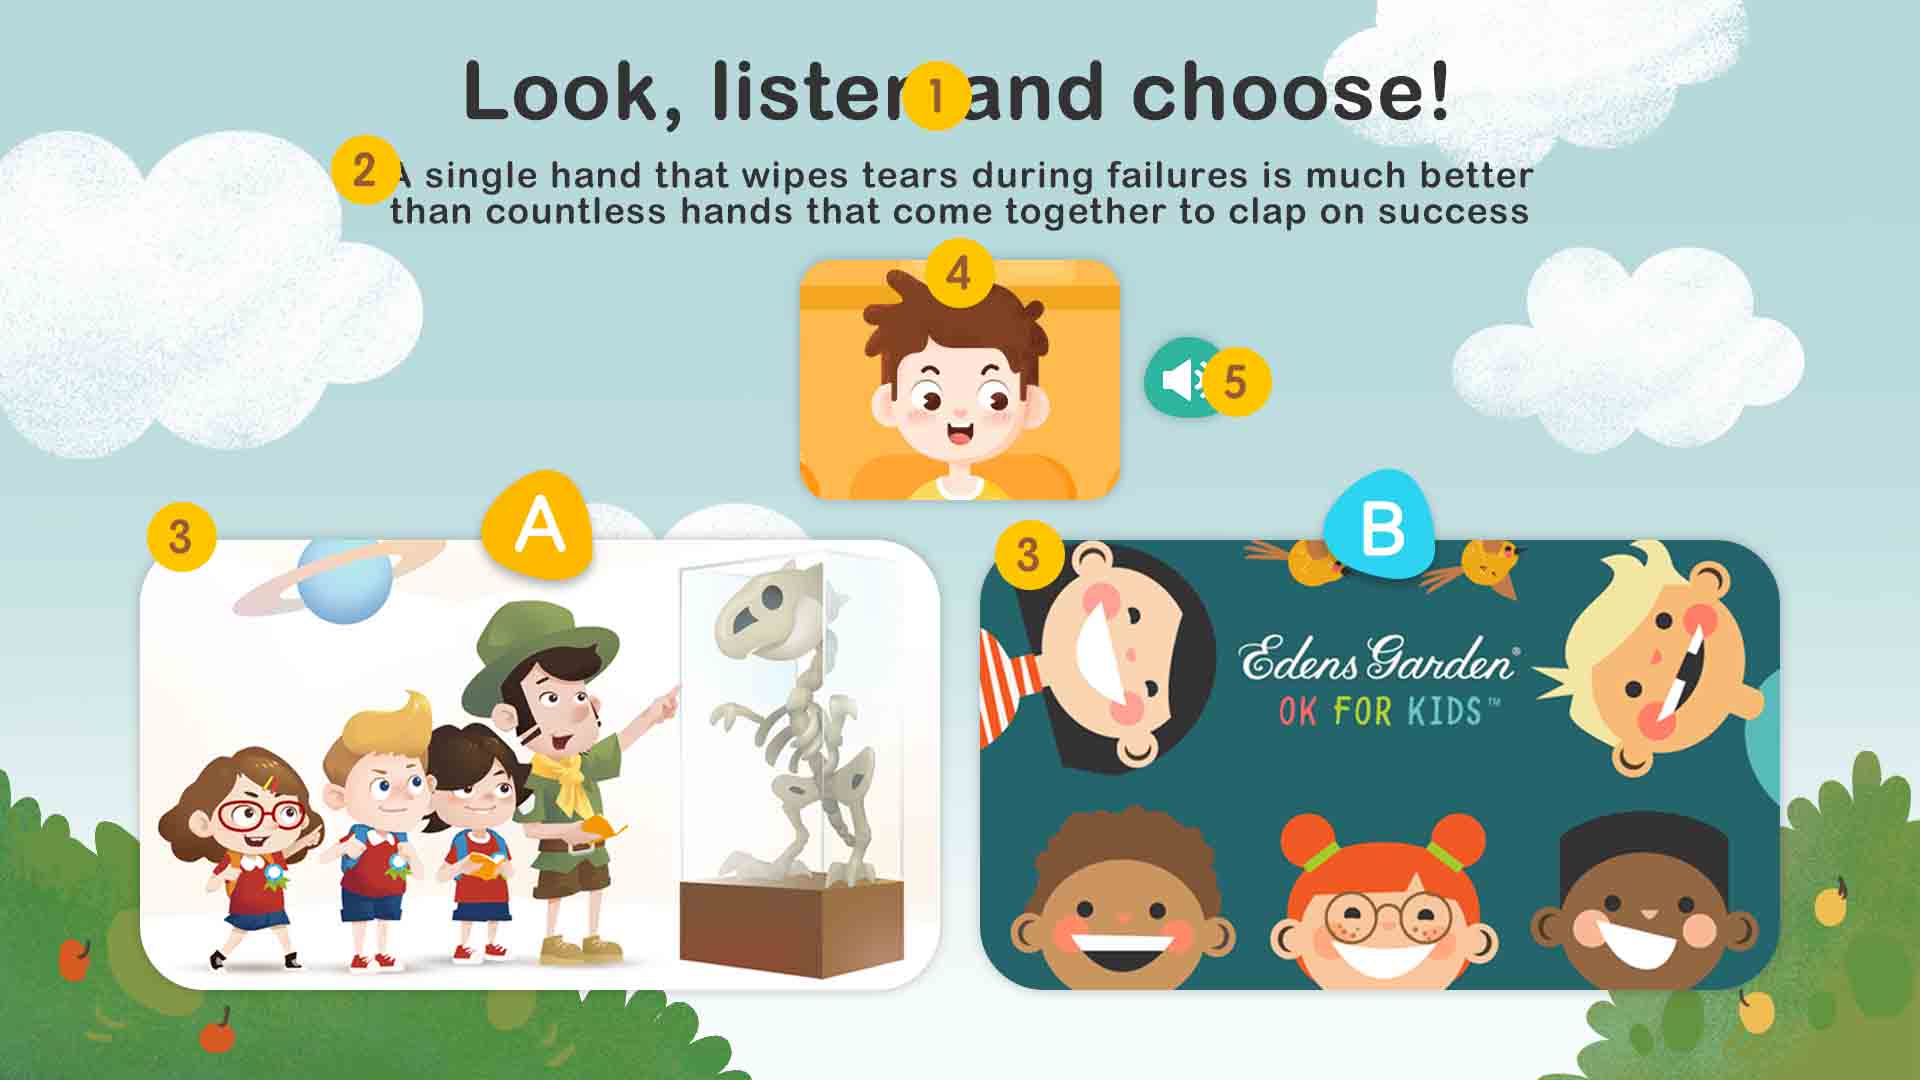 Look, listen and choose!
1
2
A single hand that wipes tears during failures is much better
than countless hands that come together to clap on success
4
5
3
A
3
B
Edens Garden®
OK FOR KIDS™